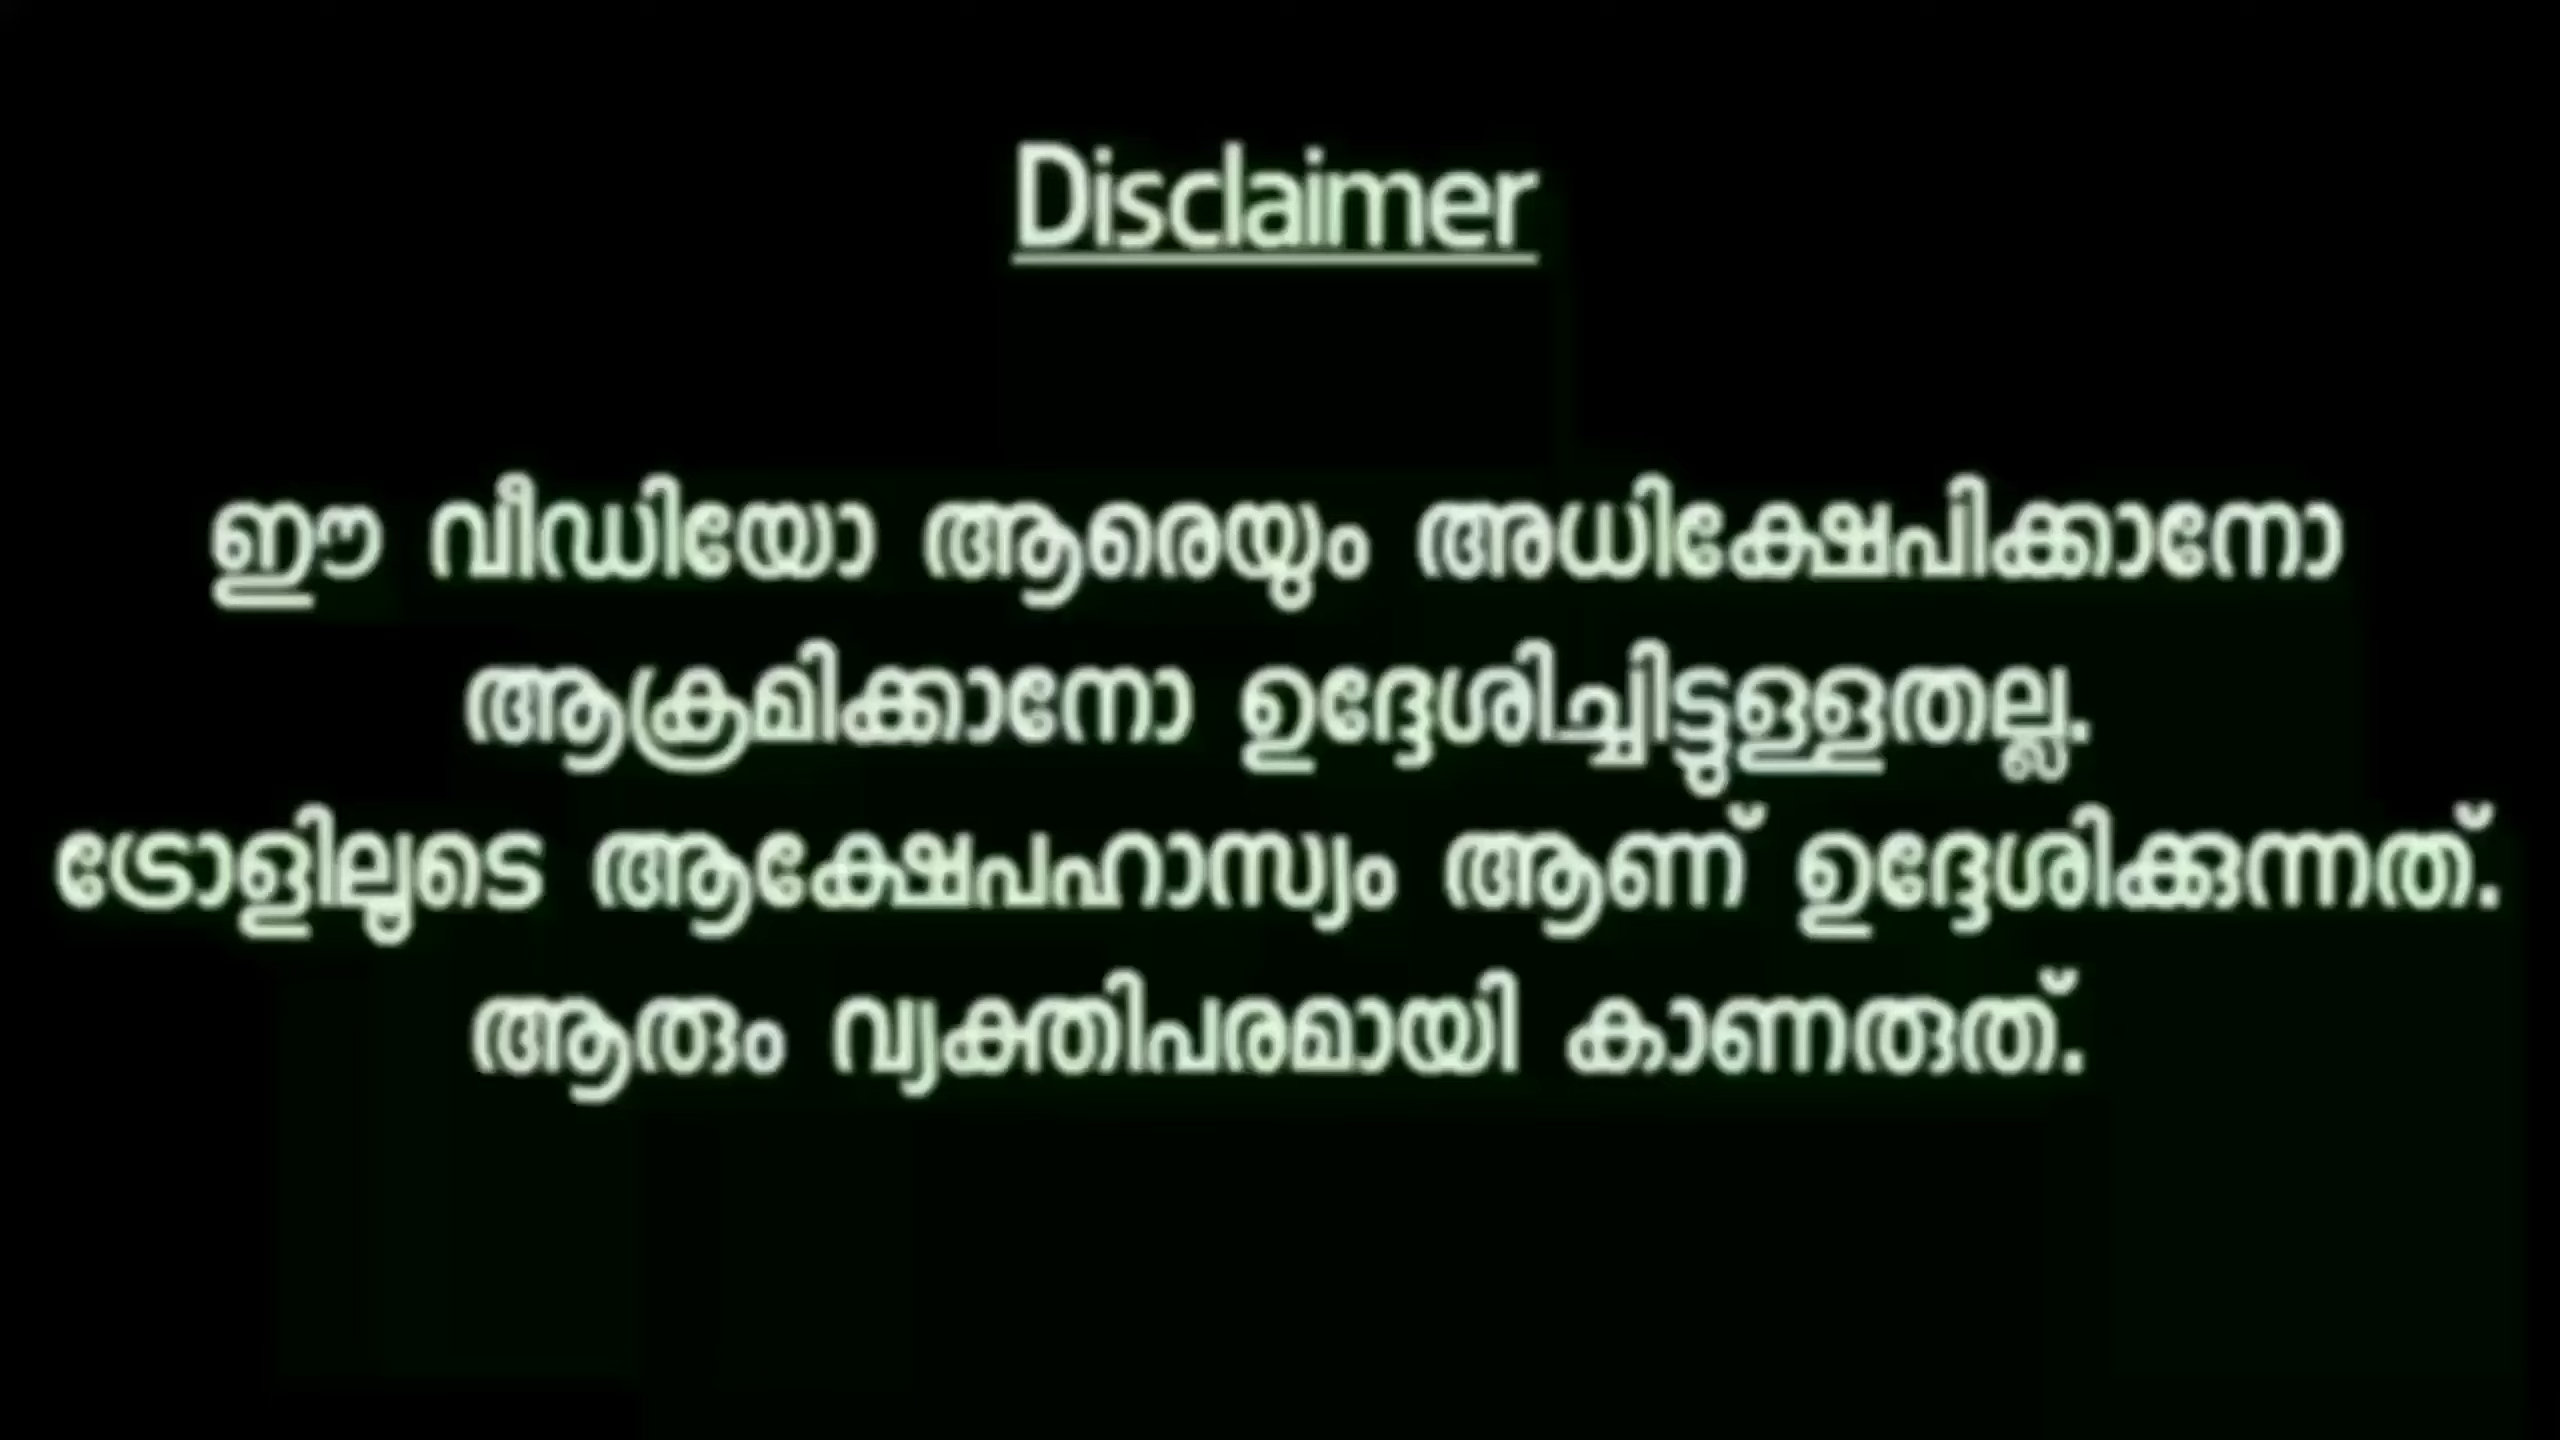 Disclaimer
ഈ വീഡിയോ ആരെയും അധിക്ഷേപിക്കാനോ
ആക്രമിക്കാനോ ഉദ്ദേശിച്ചിട്ടുള്ളതല്ല.
ട്രോളിലൂടെ ആക്ഷേപഹാസ്യം ആണ് ഉദ്ദേശിക്കുന്നത്.
ആരും വ്യക്തിപരമായി കാണരുത്.